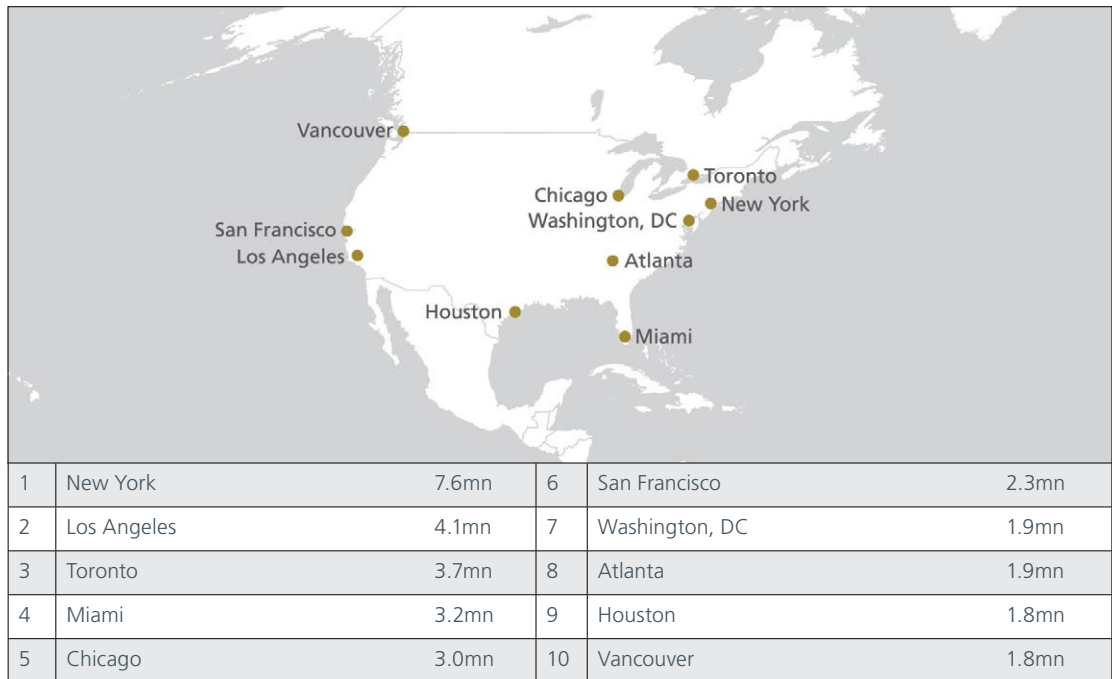 Vancouver
Toronto
Chicago
New York
Washington, DC
San Francisco
Los Angeles
Atlanta
Houston
Miami
1 New York 7.6mn 6 San Francisco 2.3mn
2 Los Angeles 4.1mn 7 Washington, DC 1.9mn
3 Toronto 3.7mn 8 Atlanta 1.9mn
4 Miami 3.2mn 9 Houston 1.8mn
5 Chicago 3.0mn 10 Vancouver 1.8mn